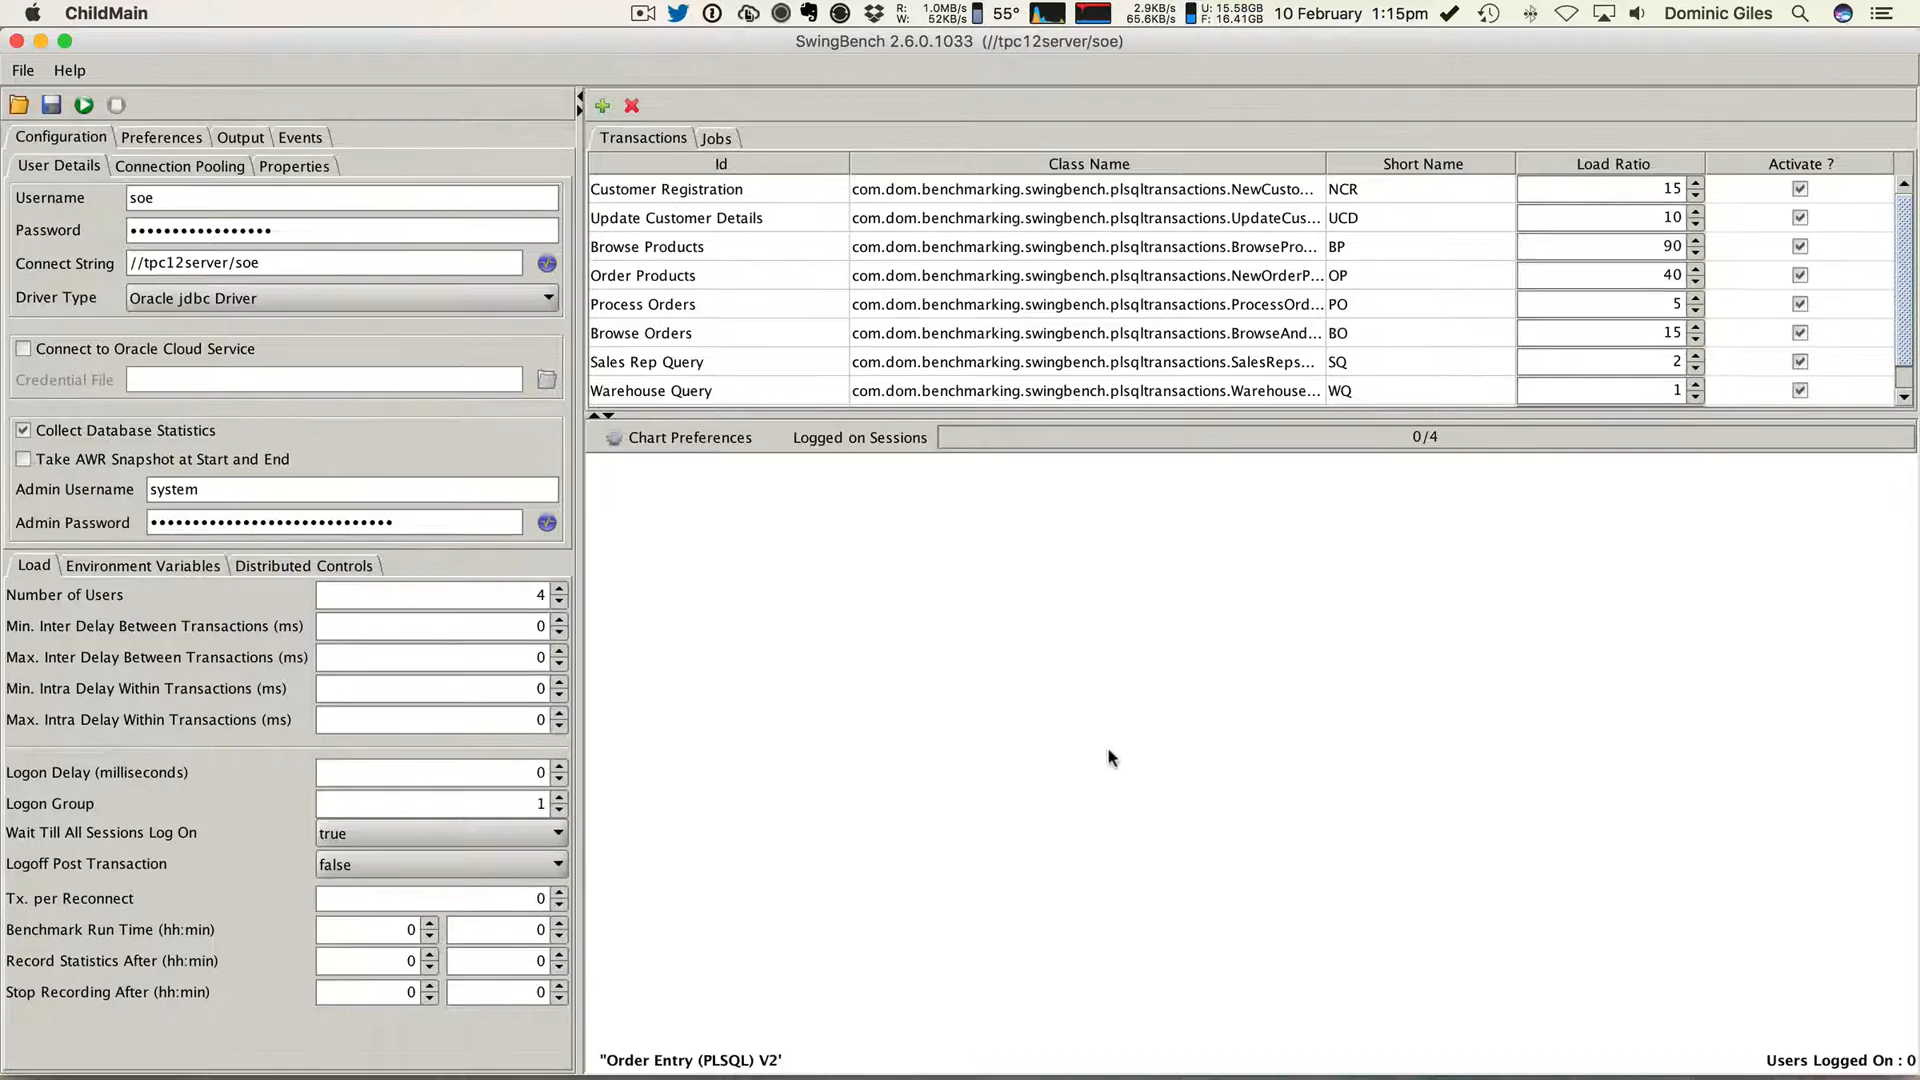 ChildMain
R: 1.0MB/s
W: 52KB/s
55°
2.9KB/s
65.6KB/s
U: 15.58GB
F: 16.41GB
10 February 1:15pm
Dominic Giles
SwingBench 2.6.0.1033 (//tpc12server/soe)
File Help
Configuration Preferences Output Events
User Details Connection Pooling Properties
Username soe
Password •••••••••••••••••
Connect String //tpc12server/soe
Driver Type Oracle jdbc Driver
Connect to Oracle Cloud Service
Credential File
Collect Database Statistics
Take AWR Snapshot at Start and End
Admin Username system
Admin Password •••••••••••••••••••••••••••••
Load Environment Variables Distributed Controls
Number of Users 4
Min. Inter Delay Between Transactions (ms) 0
Max. Inter Delay Between Transactions (ms) 0
Min. Intra Delay Within Transactions (ms) 0
Max. Intra Delay Within Transactions (ms) 0
Logon Delay (milliseconds) 0
Logon Group 1
Wait Till All Sessions Log On true
Logoff Post Transaction false
Tx. per Reconnect 0
Benchmark Run Time (hh:min) 0 0
Record Statistics After (hh:min) 0 0
Stop Recording After (hh:min) 0 0
Transactions Jobs
Id Class Name Short Name Load Ratio Activate ?
Customer Registration com.dom.benchmarking.swingbench.plsqltransactions.NewCusto... NCR 15
Update Customer Details com.dom.benchmarking.swingbench.plsqltransactions.UpdateCus... UCD 10
Browse Products com.dom.benchmarking.swingbench.plsqltransactions.BrowsePro... BP 90
Order Products com.dom.benchmarking.swingbench.plsqltransactions.NewOrderP... OP 40
Process Orders com.dom.benchmarking.swingbench.plsqltransactions.ProcessOrd... PO 5
Browse Orders com.dom.benchmarking.swingbench.plsqltransactions.BrowseAnd... BO 15
Sales Rep Query com.dom.benchmarking.swingbench.plsqltransactions.SalesReps... SQ 2
Warehouse Query com.dom.benchmarking.swingbench.plsqltransactions.Warehouse... WQ 1
Chart Preferences Logged on Sessions 0/4
"Order Entry (PLSQL) V2' Users Logged On : 0